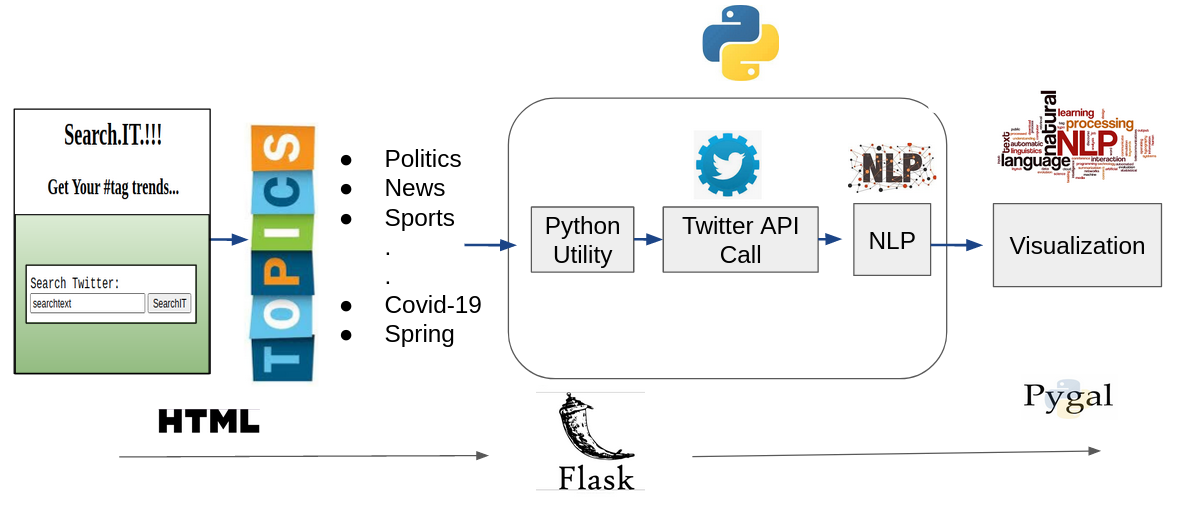 Search.IT.!!!
Get Your #tag trends...
Search Twitter:
searchtext
SearchIT
TOPICS
● Politics
● News
● Sports
.
.
● Covid-19
● Spring
Python
Utility
Twitter API
Call
NLP
NLP
Visualization
natural
learning
processing
text
automatic
linguistics
NLP
language
interaction
HTML
Flask
Pygal